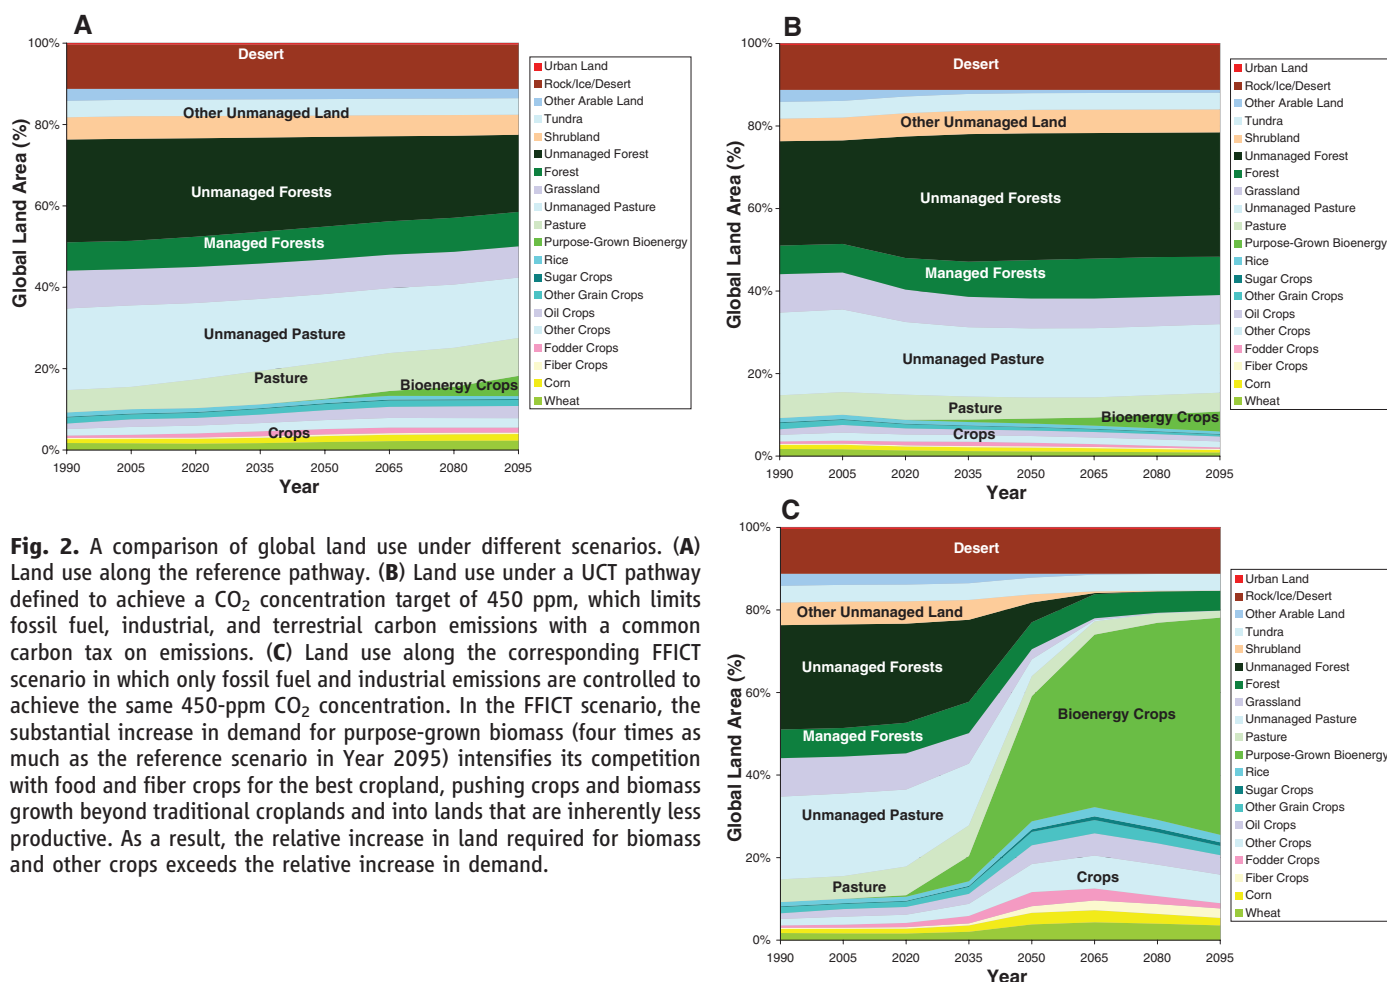 A
Global Land Area (%)
100%
80%
60%
40%
20%
0%
Desert
Other Unmanaged Land
Unmanaged Forests
Managed Forests
Unmanaged Pasture
Pasture
Bioenergy Crops
Crops
1990 2005 2020 2035 2050 2065 2080 2095
Year
Urban Land
Rock/Ice/Desert
Other Arable Land
Tundra
Shrubland
Unmanaged Forest
Forest
Grassland
Unmanaged Pasture
Pasture
Purpose-Grown Bioenergy
Rice
Sugar Crops
Other Grain Crops
Oil Crops
Other Crops
Fodder Crops
Fiber Crops
Corn
Wheat
B
Global Land Area (%)
100%
80%
60%
40%
20%
0%
Desert
Other Unmanaged Land
Unmanaged Forests
Managed Forests
Unmanaged Pasture
Pasture
Bioenergy Crops
Crops
1990 2005 2020 2035 2050 2065 2080 2095
Year
Urban Land
Rock/Ice/Desert
Other Arable Land
Tundra
Shrubland
Unmanaged Forest
Forest
Grassland
Unmanaged Pasture
Pasture
Purpose-Grown Bioenergy
Rice
Sugar Crops
Other Grain Crops
Oil Crops
Other Crops
Fodder Crops
Fiber Crops
Corn
Wheat
Fig. 2. A comparison of global land use under different scenarios. (A)
Land use along the reference pathway. (B) Land use under a UCT pathway
defined to achieve a CO₂ concentration target of 450 ppm, which limits
fossil fuel, industrial, and terrestrial carbon emissions with a common
carbon tax on emissions. (C) Land use along the corresponding FFICT
scenario in which only fossil fuel and industrial emissions are controlled to
achieve the same 450-ppm CO₂ concentration. In the FFICT scenario, the
substantial increase in demand for purpose-grown biomass (four times as
much as the reference scenario in Year 2095) intensifies its competition
with food and fiber crops for the best cropland, pushing crops and biomass
growth beyond traditional croplands and into lands that are inherently less
productive. As a result, the relative increase in land required for biomass
and other crops exceeds the relative increase in demand.
C
Global Land Area (%)
100%
80%
60%
40%
20%
0%
Desert
Other Unmanaged Land
Unmanaged Forests
Managed Forests
Unmanaged Pasture
Pasture
Bioenergy Crops
Crops
1990 2005 2020 2035 2050 2065 2080 2095
Year
Urban Land
Rock/Ice/Desert
Other Arable Land
Tundra
Shrubland
Unmanaged Forest
Forest
Grassland
Unmanaged Pasture
Pasture
Purpose-Grown Bioenergy
Rice
Sugar Crops
Other Grain Crops
Oil Crops
Other Crops
Fodder Crops
Fiber Crops
Corn
Wheat